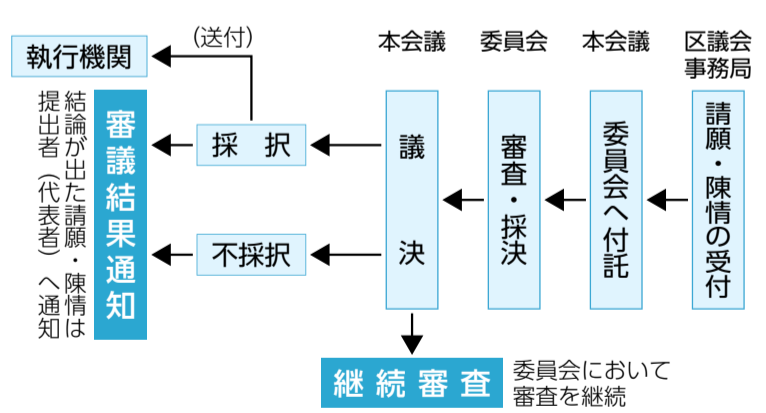 区議会
事務局
請願・陳情の受付
本会議
委員会へ付託
委員会
審査・採決
本会議
議決
採択
(送付)
執行機関
不採択
審議結果通知
結論が出た請願・陳情は
提出者（代表者）へ通知
継続審査
委員会において
審査を継続